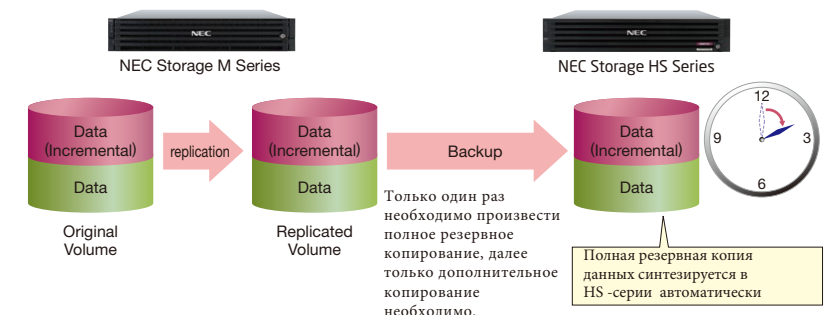 NEC
NEC
NEC Storage M Series
NEC Storage HS Series
Data
(Incremental)
Data
replication
Data
(Incremental)
Data
Backup
Data
(Incremental)
Data
12
3
6
9
Original
Volume
Replicated
Volume
Только один раз
необходимо произвести
полное резервное
копирование, далее
только дополнительное
копирование
необходимо.
Полная резервная копия
данных синтезируется в
HS -серии автоматически